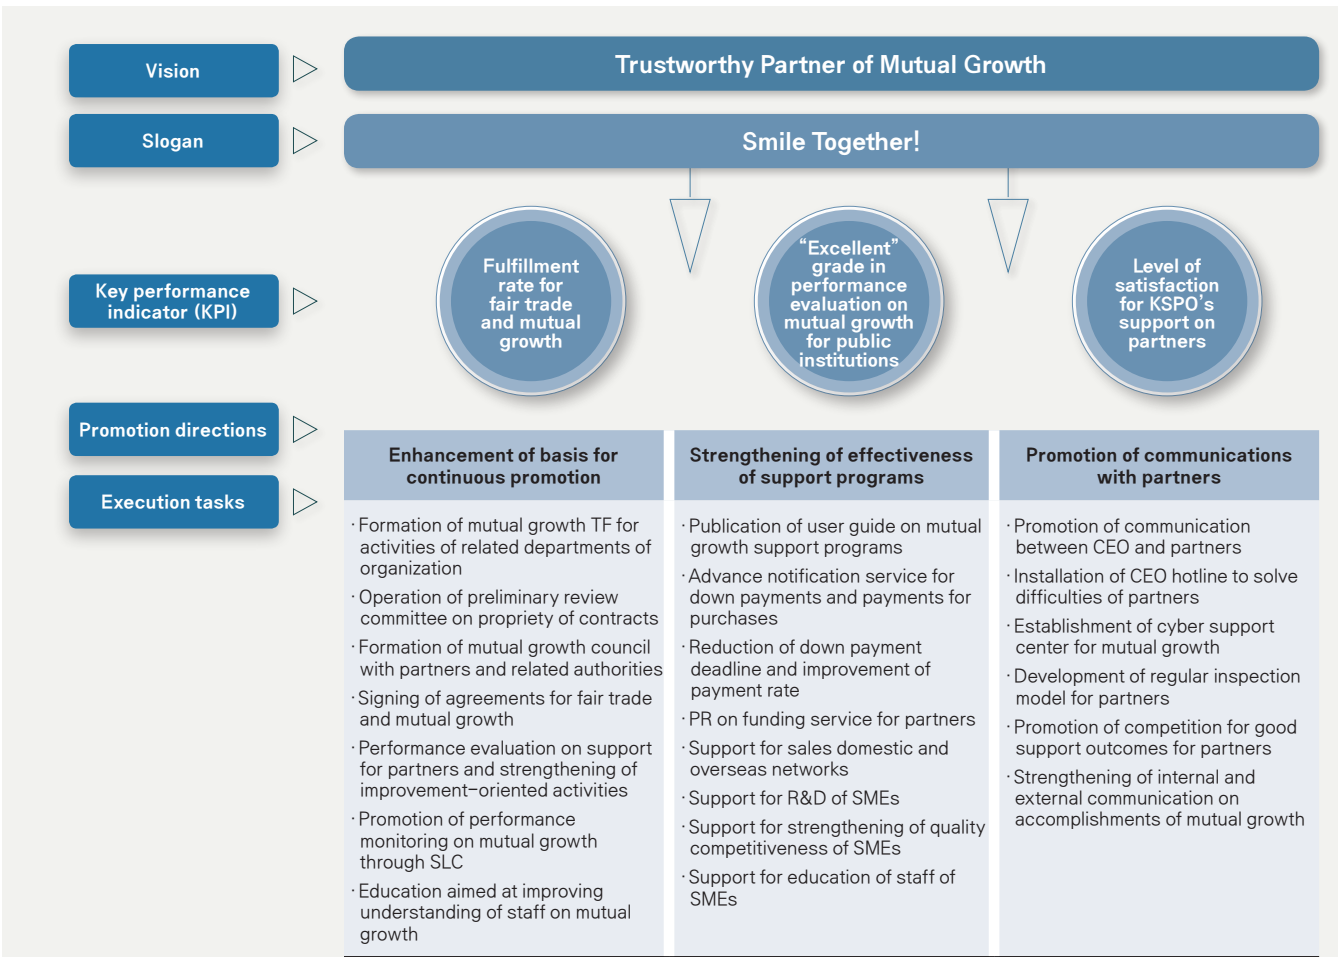 Vision
Trustworthy Partner of Mutual Growth
Slogan
Smile Together!
Key performance
indicator (KPI)
Fulfillment
rate for
fair trade
and mutual
growth
“Excellent”
grade in
performance
evaluation on
mutual growth
for public
institutions
Level of
satisfaction
for KSPO’s
support on
partners
Promotion directions
Execution tasks
Enhancement of basis for
continuous promotion
· Formation of mutual growth TF for
activities of related departments of
organization
· Operation of preliminary review
committee on propriety of contracts
· Formation of mutual growth council
with partners and related authorities
· Signing of agreements for fair trade
and mutual growth
· Performance evaluation on support
for partners and strengthening of
improvement-oriented activities
· Promotion of performance
monitoring on mutual growth
through SLC
· Education aimed at improving
understanding of staff on mutual
growth
Strengthening of effectiveness
of support programs
· Publication of user guide on mutual
growth support programs
· Advance notification service for
down payments and payments for
purchases
· Reduction of down payment
deadline and improvement of
payment rate
· PR on funding service for partners
· Support for sales domestic and
overseas networks
· Support for R&D of SMEs
· Support for strengthening of quality
competitiveness of SMEs
· Support for education of staff of
SMEs
Promotion of communications
with partners
· Promotion of communication
between CEO and partners
· Installation of CEO hotline to solve
difficulties of partners
· Establishment of cyber support
center for mutual growth
· Development of regular inspection
model for partners
· Promotion of competition for good
support outcomes for partners
· Strengthening of internal and
external communication on
accomplishments of mutual growth